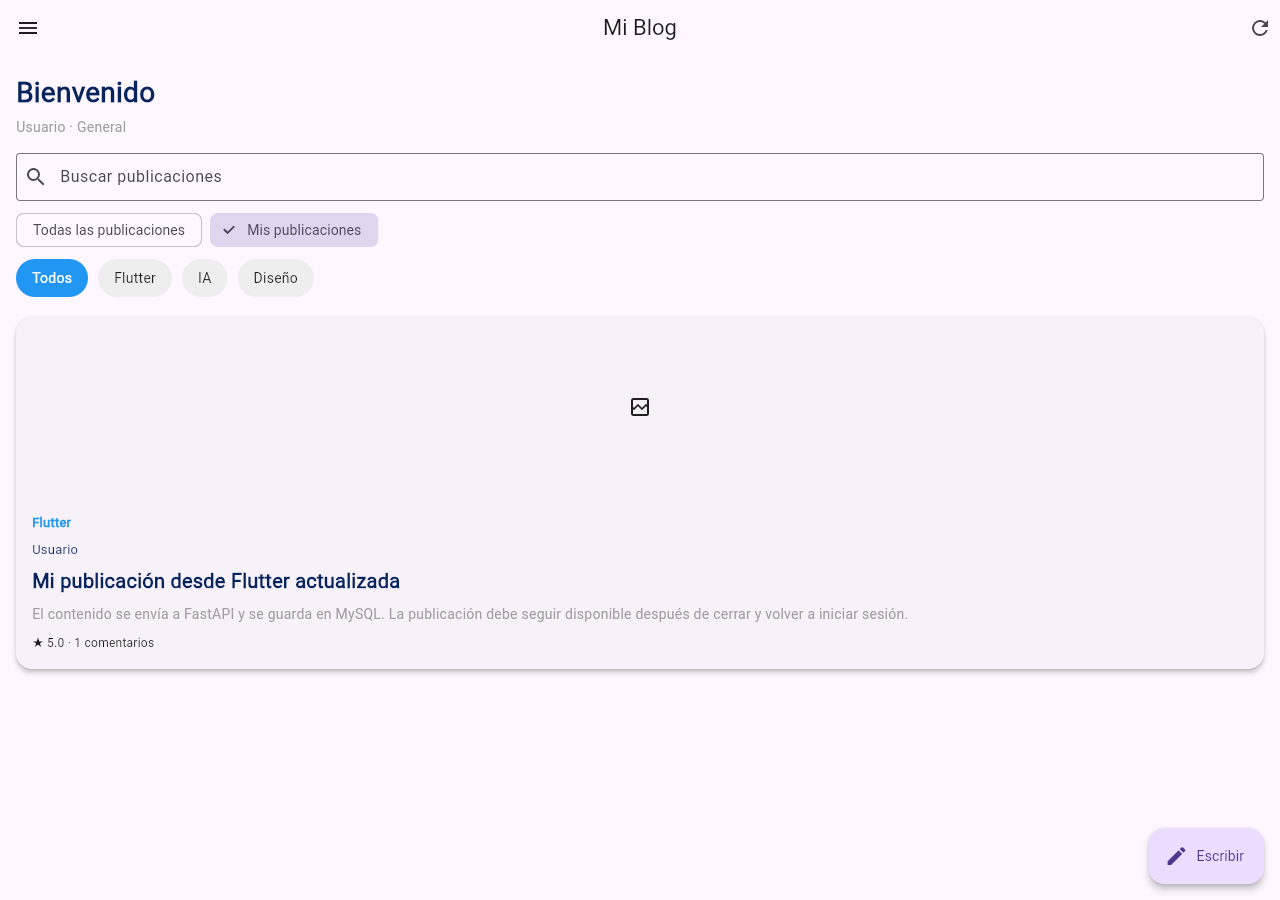 Mi Blog
Bienvenido
Usuario · General
Buscar publicaciones
Todas las publicaciones
Mis publicaciones
Todos
Flutter
IA
Diseño
Flutter
Usuario
Mi publicación desde Flutter actualizada
El contenido se envía a FastAPI y se guarda en MySQL. La publicación debe seguir disponible después de cerrar y volver a iniciar sesión.
★ 5.0 · 1 comentarios
Escribir